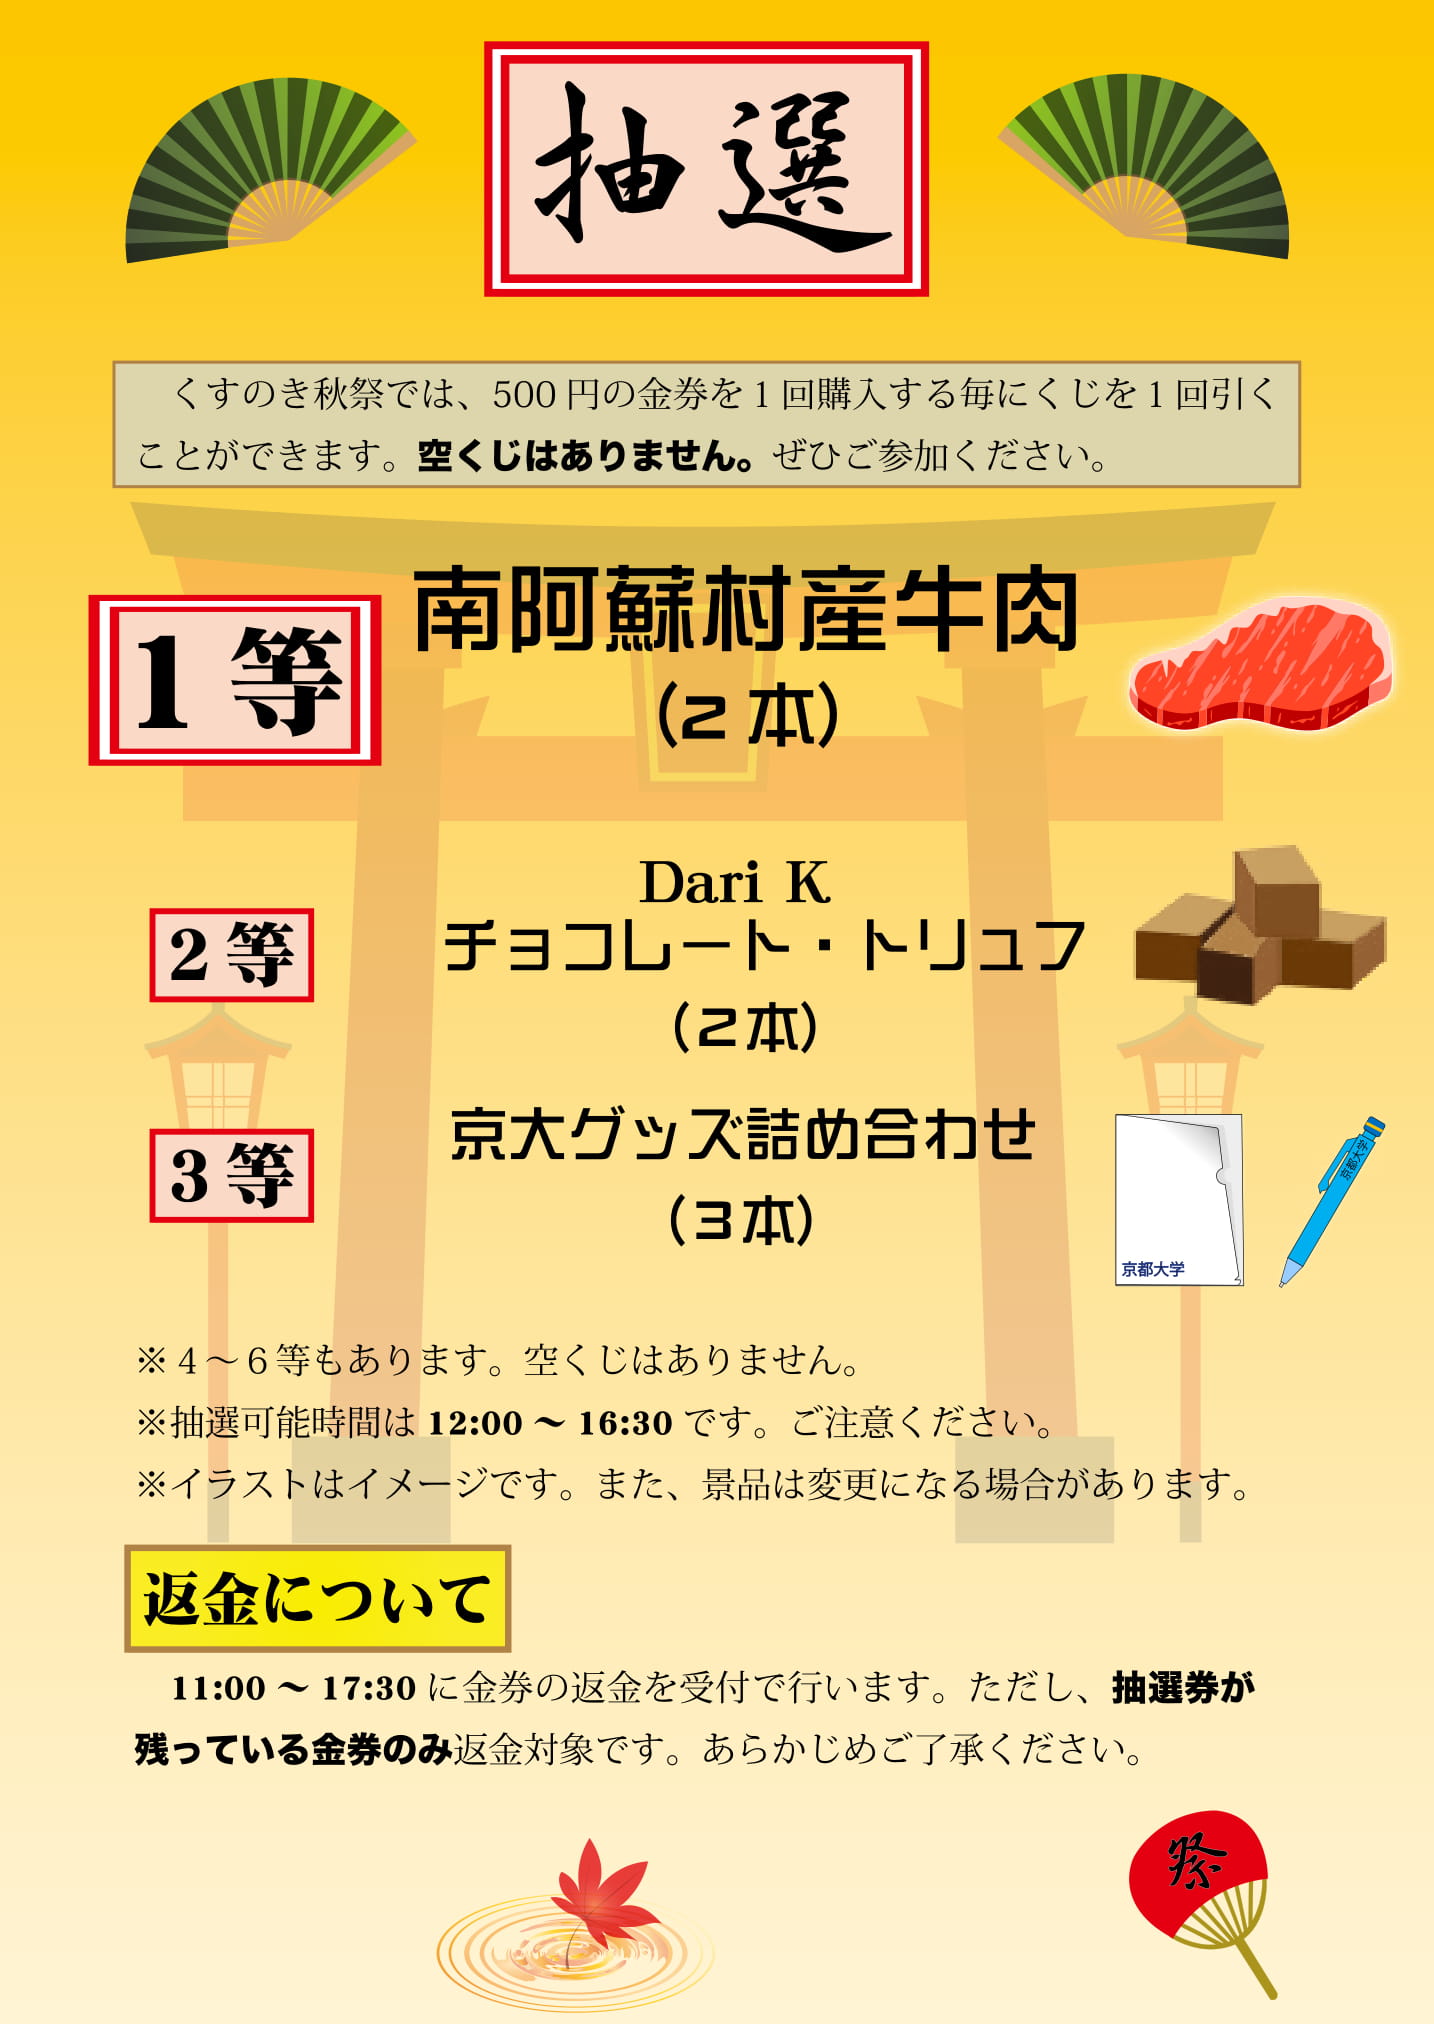 抽選
くすのき秋祭では、500 円の金券を 1 回購入する毎にくじを 1 回引く
ことができます。空くじはありません。ぜひご参加ください。
1 等
南阿蘇村産牛肉
(2 本)
2 等
Dari K
チョコレート・トリュフ
(2本)
3 等
京大グッズ詰め合わせ
(3本)
京都大学
京都大学
※４～６等もあります。空くじはありません。
※抽選可能時間は 12:00 ～ 16:30 です。ご注意ください。
※イラストはイメージです。また、景品は変更になる場合があります。
返金について
11:00 ～ 17:30 に金券の返金を受付で行います。ただし、抽選券が
残っている金券のみ返金対象です。あらかじめご了承ください。
祭